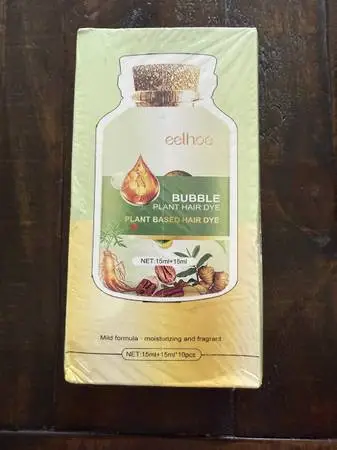 eelhoe
BUBBLE
PLANT HAIR DYE
PLANT BASED HAIR DYE
NET:15ml+15ml
Mild formula · moisturizing and fragrant
NET:15ml+15ml*10pcs